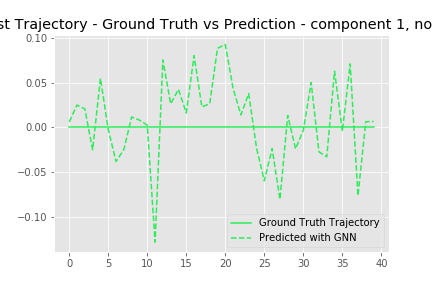 st Trajectory - Ground Truth vs Prediction - component 1, no
0.10
0.05
0.00
−0.05
−0.10
0 5 10 15 20 25 30 35 40
Ground Truth Trajectory
Predicted with GNN